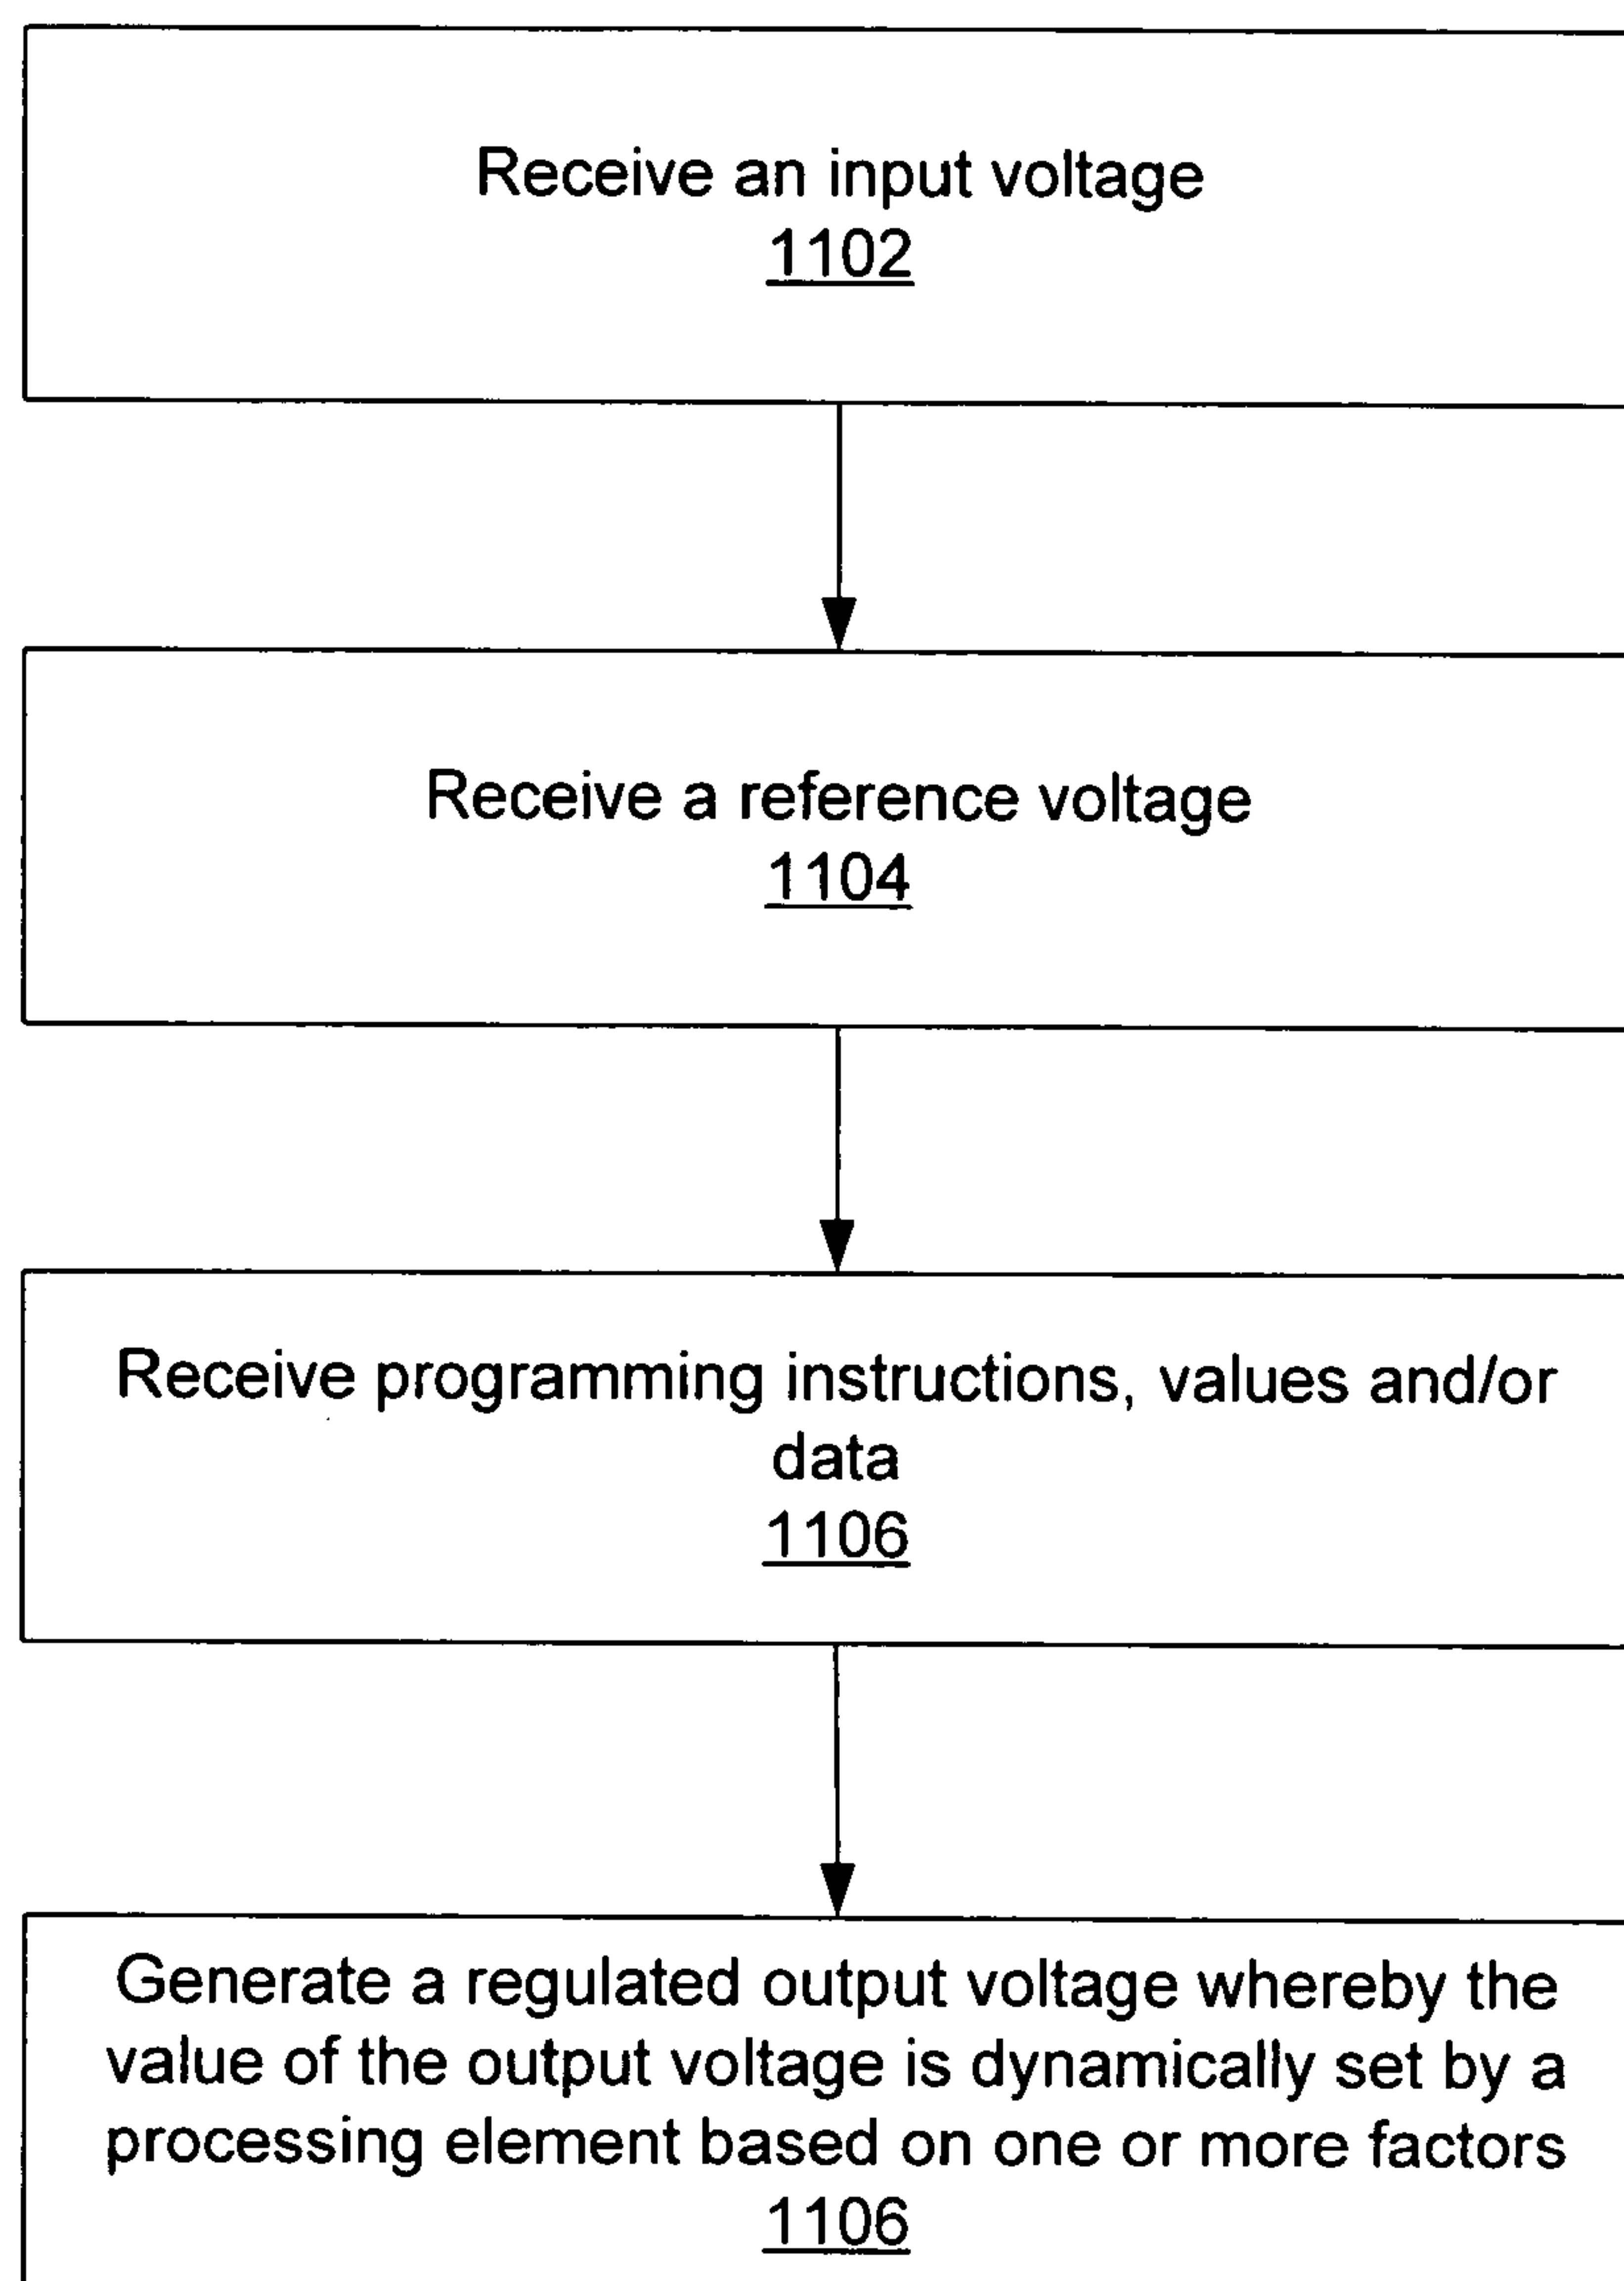 Receive an input voltage
1102
Receive a reference voltage
1104
Receive programming instructions, values and/or
data
1106
Generate a regulated output voltage whereby the
value of the output voltage is dynamically set by a
processing element based on one or more factors
1106